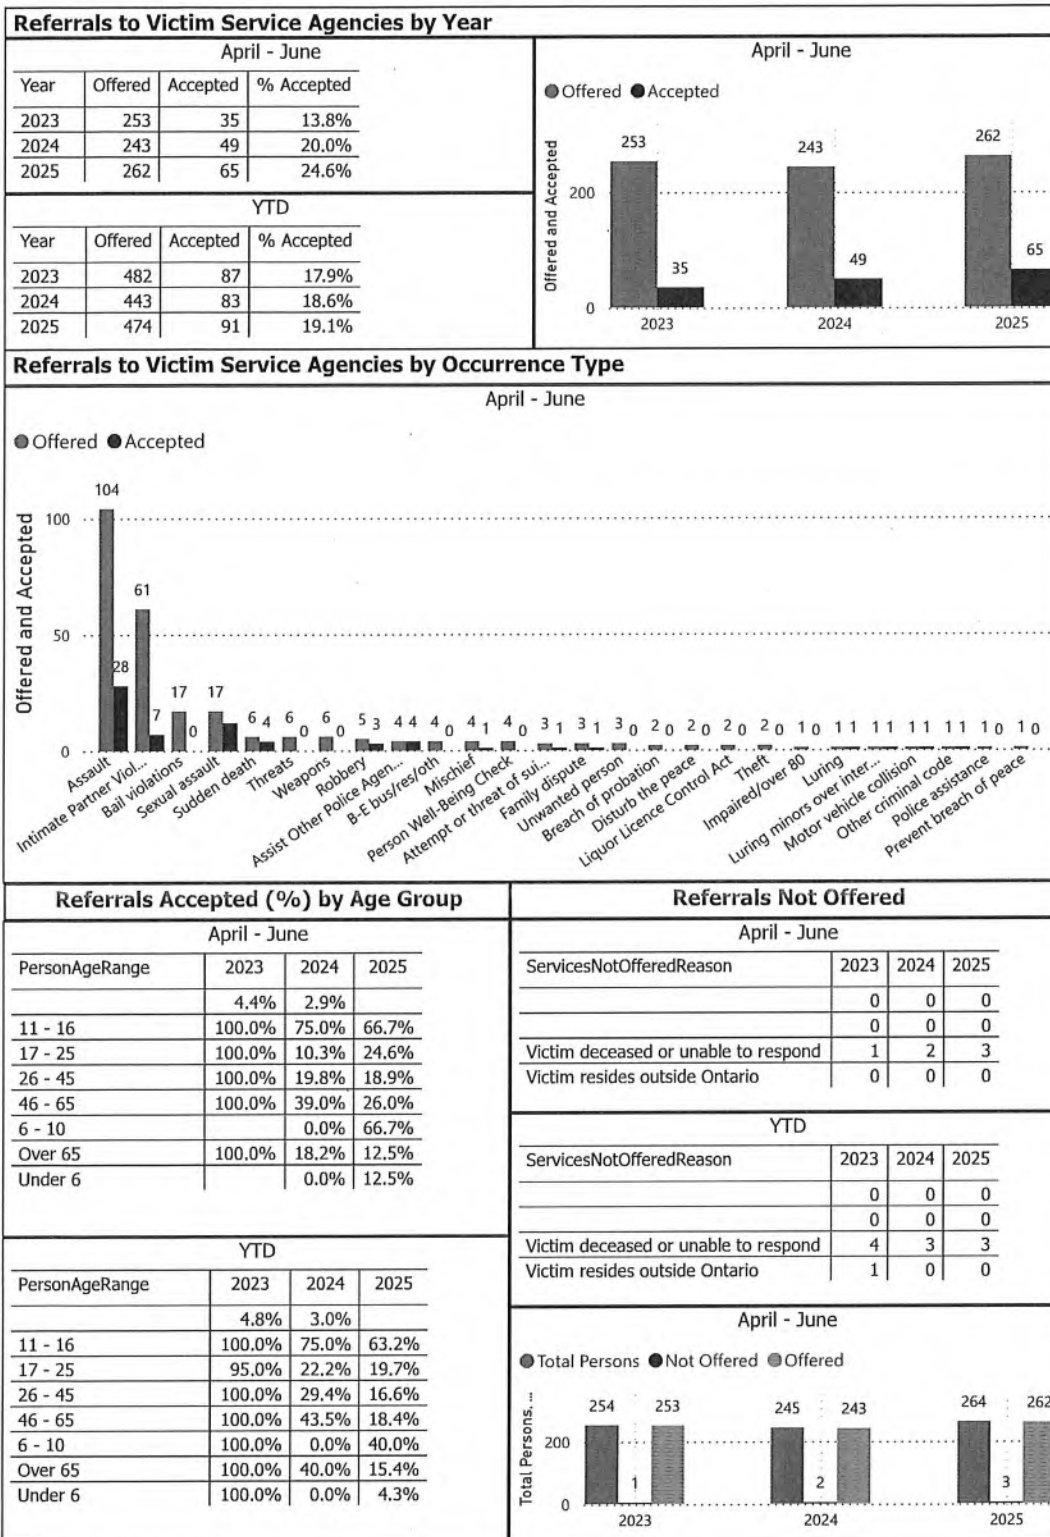 Referrals to Victim Service Agencies by Year
April - June
Year Offered Accepted % Accepted
2023 253 35 13.8%
2024 243 49 20.0%
2025 262 65 24.6%
YTD
Year Offered Accepted % Accepted
2023 482 87 17.9%
2024 443 83 18.6%
2025 474 91 19.1%
April - June
Offered Accepted
Offered and Accepted
200
0
253 35 243 49 262 65
2023 2024 2025
Referrals to Victim Service Agencies by Occurrence Type
April - June
Offered Accepted
Offered and Accepted
100
50
0
104 28 61 7 17 0 17 6 4 6 0 6 0 5 3 4 4 4 0 4 1 4 0 3 1 3 1 3 0 2 0 2 0 2 0 2 0 1 0 1 1 1 1 1 1 1 1 1 0 1 0
Assault
Intimate Partner Viol...
Bail violations
Sexual assault
Sudden death
Threats
Weapons
Robbery
Assist Other Police Agen...
B-E bus/res/oth
Mischief
Person Well-Being Check
Attempt or threat of sui...
Family dispute
Unwanted person
Breach of probation
Disturb the peace
Liquor Licence Control Act
Theft
Impaired/over 80
Luring
Luring minors over inter...
Motor vehicle collision
Other criminal code
Police assistance
Prevent breach of peace
Referrals Accepted (%) by Age Group
April - June
PersonAgeRange 2023 2024 2025
4.4% 2.9%
11 - 16 100.0% 75.0% 66.7%
17 - 25 100.0% 10.3% 24.6%
26 - 45 100.0% 19.8% 18.9%
46 - 65 100.0% 39.0% 26.0%
6 - 10 0.0% 66.7%
Over 65 100.0% 18.2% 12.5%
Under 6 0.0% 12.5%
YTD
PersonAgeRange 2023 2024 2025
4.8% 3.0%
11 - 16 100.0% 75.0% 63.2%
17 - 25 95.0% 22.2% 19.7%
26 - 45 100.0% 29.4% 16.6%
46 - 65 100.0% 43.5% 18.4%
6 - 10 100.0% 0.0% 40.0%
Over 65 100.0% 40.0% 15.4%
Under 6 100.0% 0.0% 4.3%
Referrals Not Offered
April - June
ServicesNotOfferedReason 2023 2024 2025
0 0 0
0 0 0
Victim deceased or unable to respond 1 2 3
Victim resides outside Ontario 0 0 0
YTD
ServicesNotOfferedReason 2023 2024 2025
0 0 0
0 0 0
Victim deceased or unable to respond 4 3 3
Victim resides outside Ontario 1 0 0
April - June
Total Persons Not Offered Offered
Total Persons, ...
200
0
254 1 253 245 2 243 264 3 262
2023 2024 2025